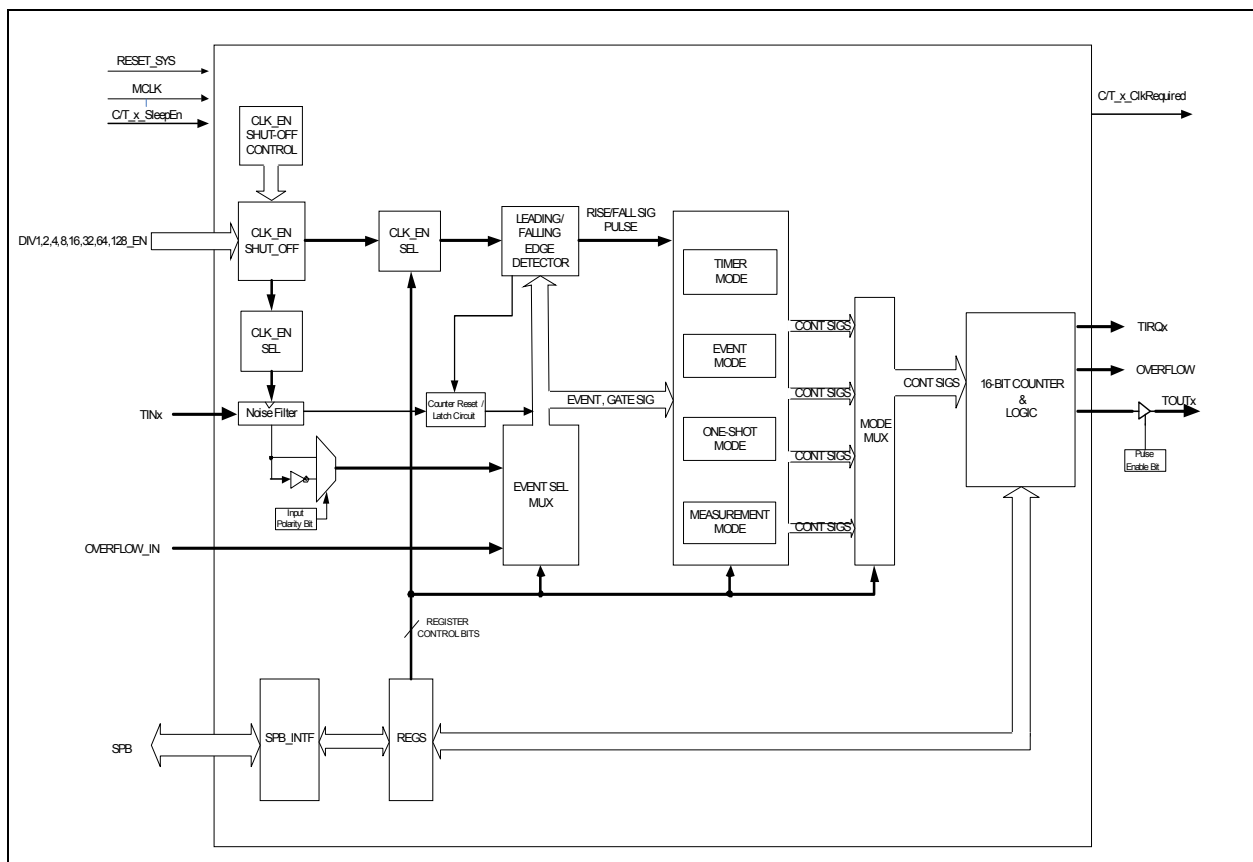 RESET_SYS
MCLK
C/T_x_SleepEn
C/T_x_ClkRequired
CLK_EN
SHUT-OFF
CONTROL
DIV1,2,4,8,16,32,64,128_EN
CLK_EN
SHUT_OFF
CLK_EN
SEL
LEADING/
FALLING
EDGE
DETECTOR
RISE/FALL SIG
PULSE
TIMER
MODE
CLK_EN
SEL
EVENT
MODE
CONT SIGS
TINx
Noise Filter
Counter Reset /
Latch Circuit
EVENT, GATE SIG
ONE-SHOT
MODE
CONT SIGS
MODE
MUX
CONT SIGS
16-BIT COUNTER
&
LOGIC
TIRQx
OVERFLOW
TOUTx
Pulse
Enable Bit
Input
Polarity Bit
EVENT SEL
MUX
CONT SIGS
MEASUREMENT
MODE
CONT SIGS
OVERFLOW_IN
REGISTER
CONTROL BITS
SPB
SPB_INTF
REGS